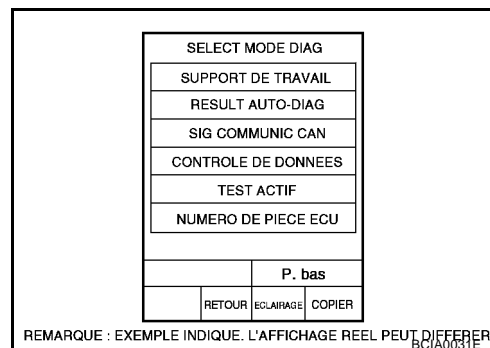 SELECT MODE DIAG
SUPPORT DE TRAVAIL
RESULT AUTO-DIAG
SIG COMMUNIC CAN
CONTROLE DE DONNEES
TEST ACTIF
NUMERO DE PIECE ECU
P. bas
RETOUR ECLAIRAGE COPIER
REMARQUE : EXEMPLE INDIQUE. L'AFFICHAGE REEL PEUT DIFFERER
BCIA0031E